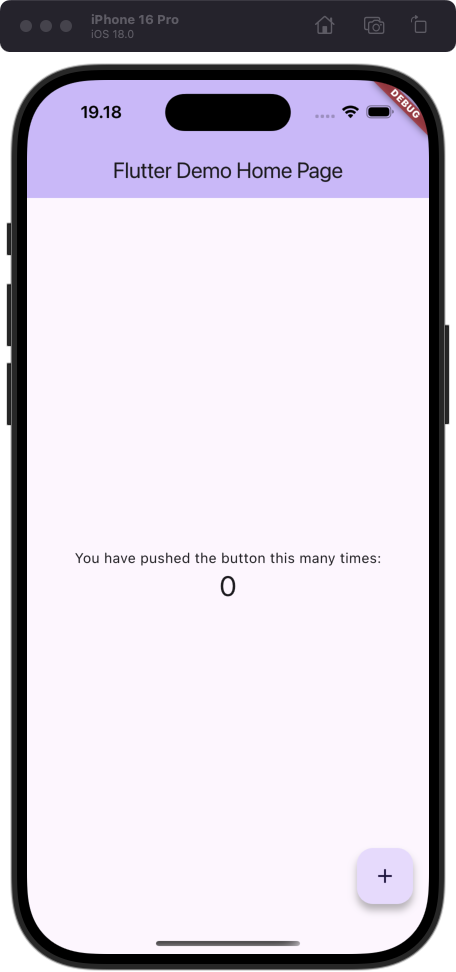 iPhone 16 Pro
iOS 18.0
19.18
DEBUG
Flutter Demo Home Page
You have pushed the button this many times:
0
+